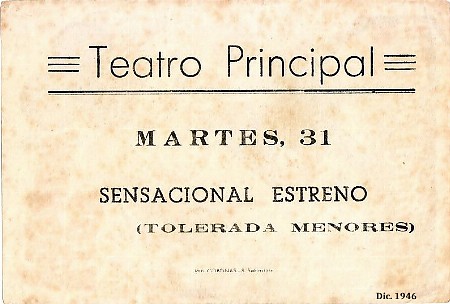 Teatro Principal
MARTES, 31
SENSACIONAL ESTRENO
(TOLERADA MENORES)
Dic. 1946